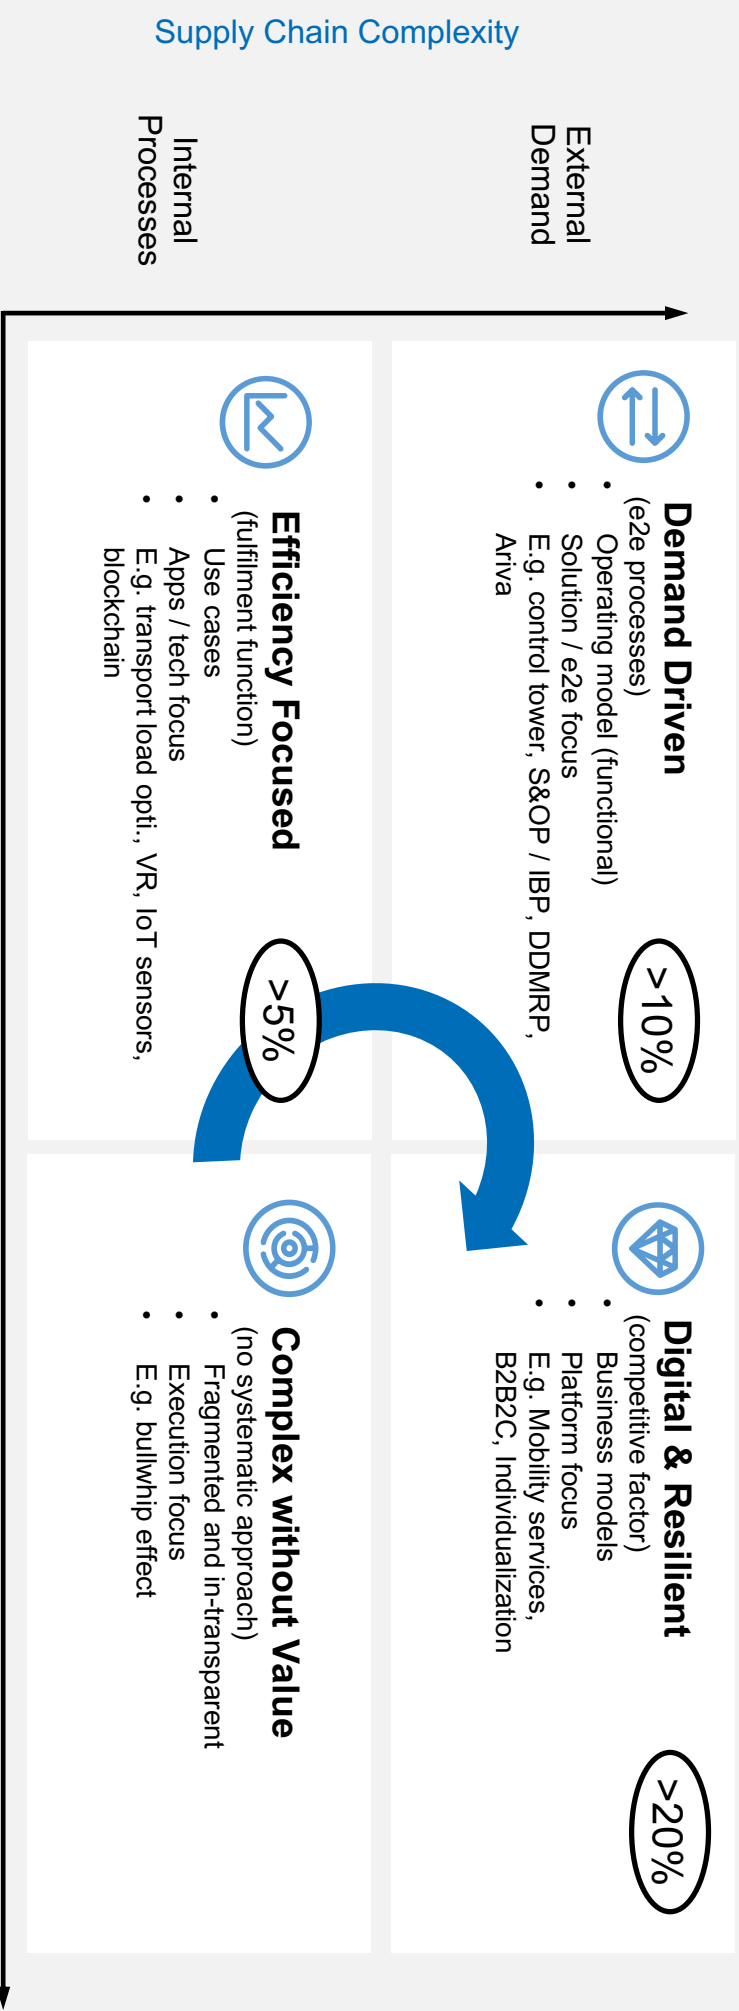 Supply Chain Complexity
External
Demand
Internal
Processes
Demand Driven
(e2e processes)
• Operating model (functional)
• Solution / e2e focus
• E.g. control tower, S&OP / IBP, DDMRP,
Ariva
>10%
Digital & Resilient
(competitive factor)
• Business models
• Platform focus
• E.g. Mobility services,
B2B2C, Individualization
>20%
Efficiency Focused
(fulfilment function)
• Use cases
• Apps / tech focus
• E.g. transport load opti., VR, IoT sensors,
blockchain
>5%
Complex without Value
(no systematic approach)
• Fragmented and in-transparent
• Execution focus
• E.g. bullwhip effect